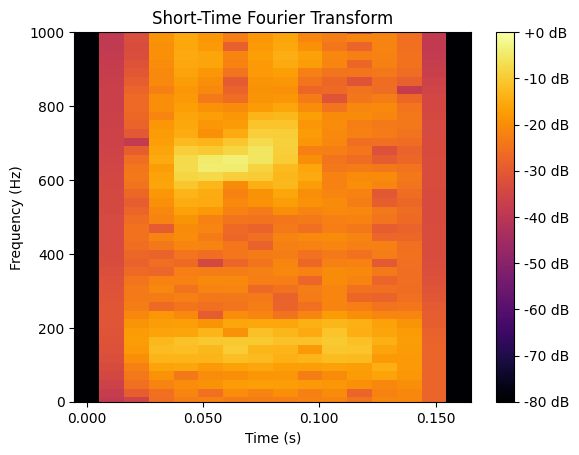 Short-Time Fourier Transform
1000
800
600
400
200
0
Frequency (Hz)
0.000
0.050
0.100
0.150
Time (s)
+0 dB
-10 dB
-20 dB
-30 dB
-40 dB
-50 dB
-60 dB
-70 dB
-80 dB